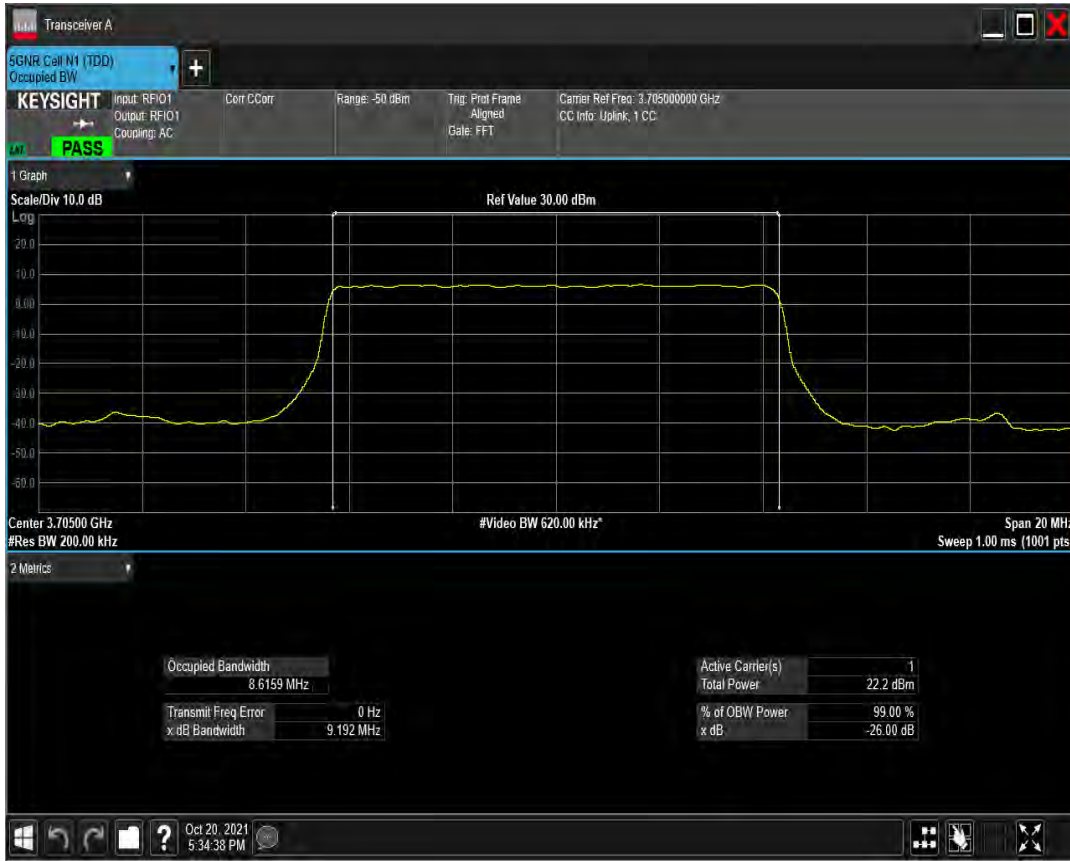 Transceiver A
5GNR Cell N1 (TDD)
Occupied BW
+
KEYSIGHT
Input: RFIO1
Output: RFIO1
Coupling: AC
Corr CCorr
Range: -50 dBm
Trig: Prot Frame
Aligned
Gate: FFT
Carrier Ref Freq: 3.705000000 GHz
CC Info: Uplink, 1 CC
PASS
1 Graph
Scale/Div 10.0 dB
Ref Value 30.00 dBm
Log
20.0
10.0
0.00
-10.0
-20.0
-30.0
-40.0
-50.0
-60.0
Center 3.70500 GHz
#Video BW 620.00 kHz*
Span 20 MHz
#Res BW 200.00 kHz
Sweep 1.00 ms (1001 pts
2 Metrics
Occupied Bandwidth
8.6159 MHz
Transmit Freq Error 0 Hz
x dB Bandwidth 9.192 MHz
Active Carrier(s) 1
Total Power 22.2 dBm
% of OBW Power 99.00 %
x dB -26.00 dB
?
Oct 20, 2021
5:34:38 PM